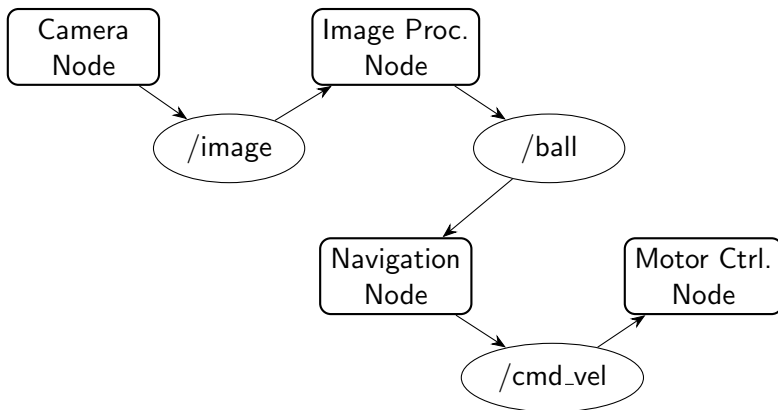 Camera
Node
Image Proc.
Node
/image
/ball
Navigation
Node
Motor Ctrl.
Node
/cmd_vel